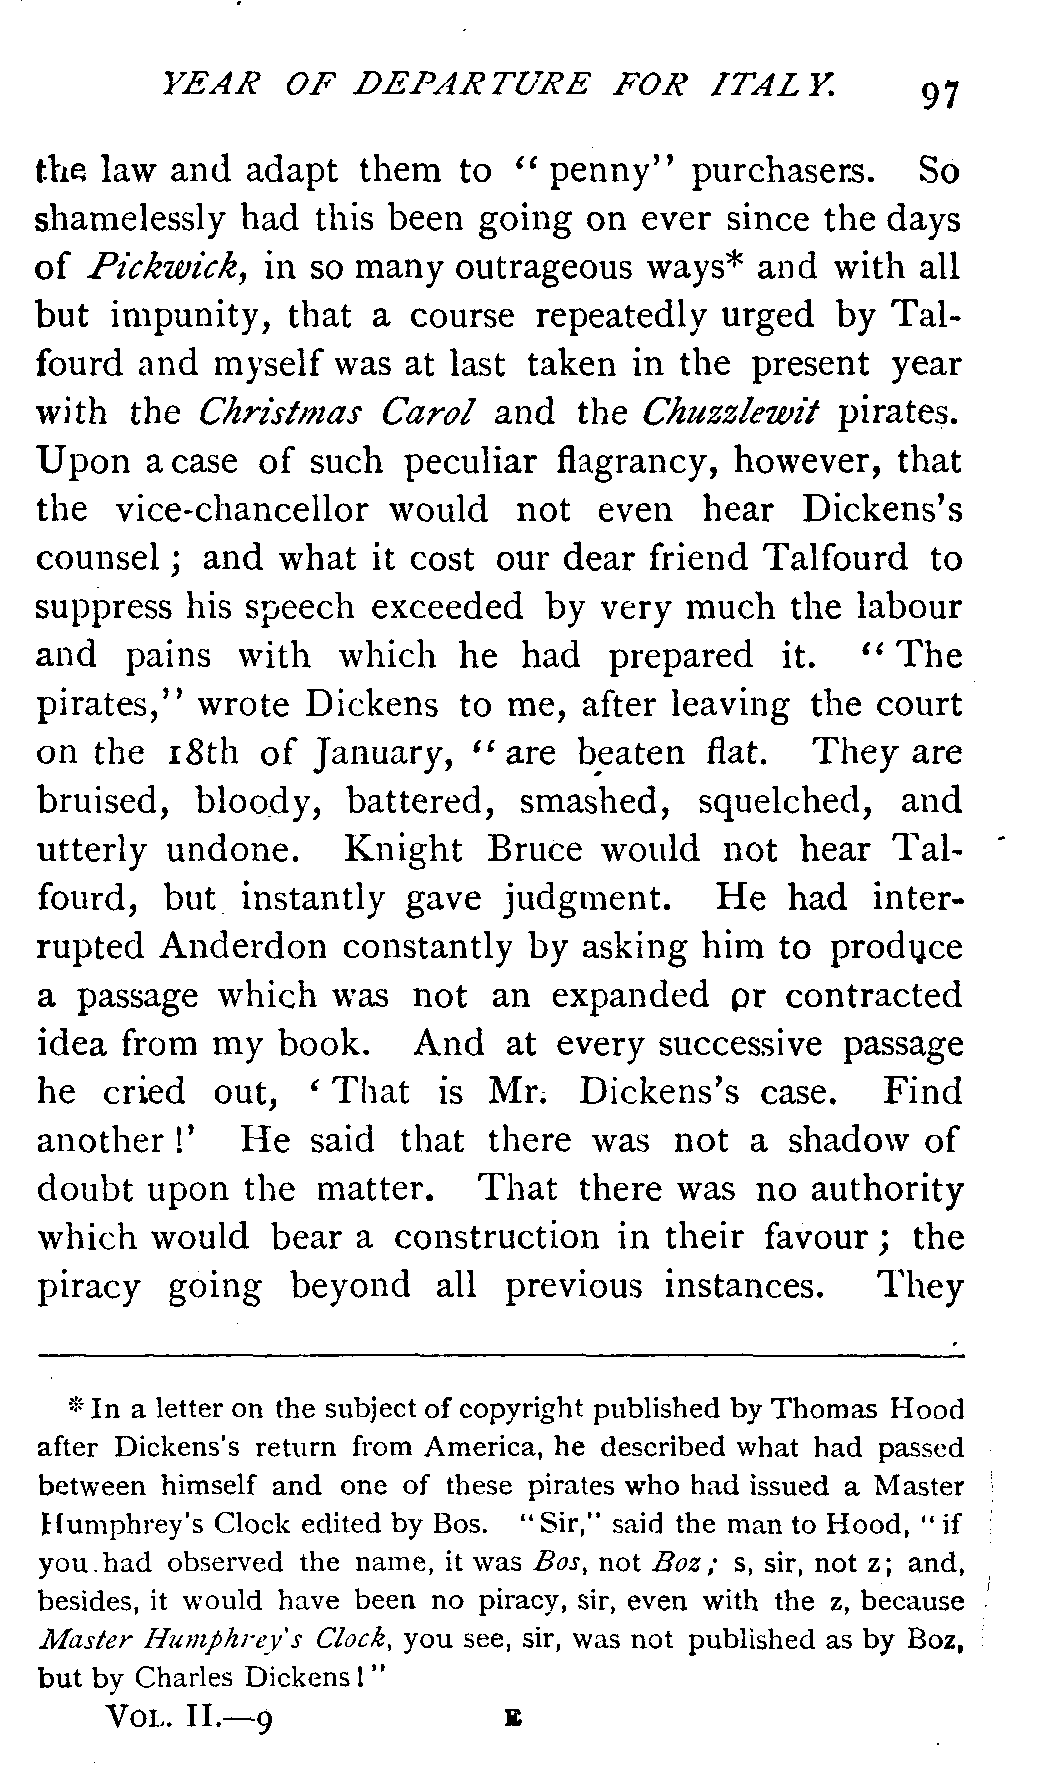 YEAR OF DEPARTURE FOR ITALY. 97
the law and adapt them to “penny” purchasers. So
shamelessly had this been going on ever since the days
of Pickwick, in so many outrageous ways* and with all
but impunity, that a course repeatedly urged by Tal-
fourd and myself was at last taken in the present year
with the Christmas Carol and the Chuzzlewit pirates.
Upon a case of such peculiar flagrancy, however, that
the vice-chancellor would not even hear Dickens's
counsel; and what it cost our dear friend Talfourd to
suppress his speech exceeded by very much the labour
and pains with which he had prepared it. “The
pirates,” wrote Dickens to me, after leaving the court
on the 18th of January, “are beaten flat. They are
bruised, bloody, battered, smashed, squelched, and
utterly undone. Knight Bruce would not hear Tal-
fourd, but instantly gave judgment. He had inter-
rupted Anderdon constantly by asking him to produce
a passage which was not an expanded or contracted
idea from my book. And at every successive passage
he cried out, ‘That is Mr. Dickens's case. Find
another!’ He said that there was not a shadow of
doubt upon the matter. That there was no authority
which would bear a construction in their favour; the
piracy going beyond all previous instances. They
* In a letter on the subject of copyright published by Thomas Hood
after Dickens's return from America, he described what had passed
between himself and one of these pirates who had issued a Master
Humphrey's Clock edited by Bos. “Sir,” said the man to Hood, “if
you had observed the name, it was Bos, not Boz; s, sir, not z; and,
besides, it would have been no piracy, sir, even with the z, because
Master Humphrey's Clock, you see, sir, was not published as by Boz,
but by Charles Dickens!”
VOL. II.—9 E